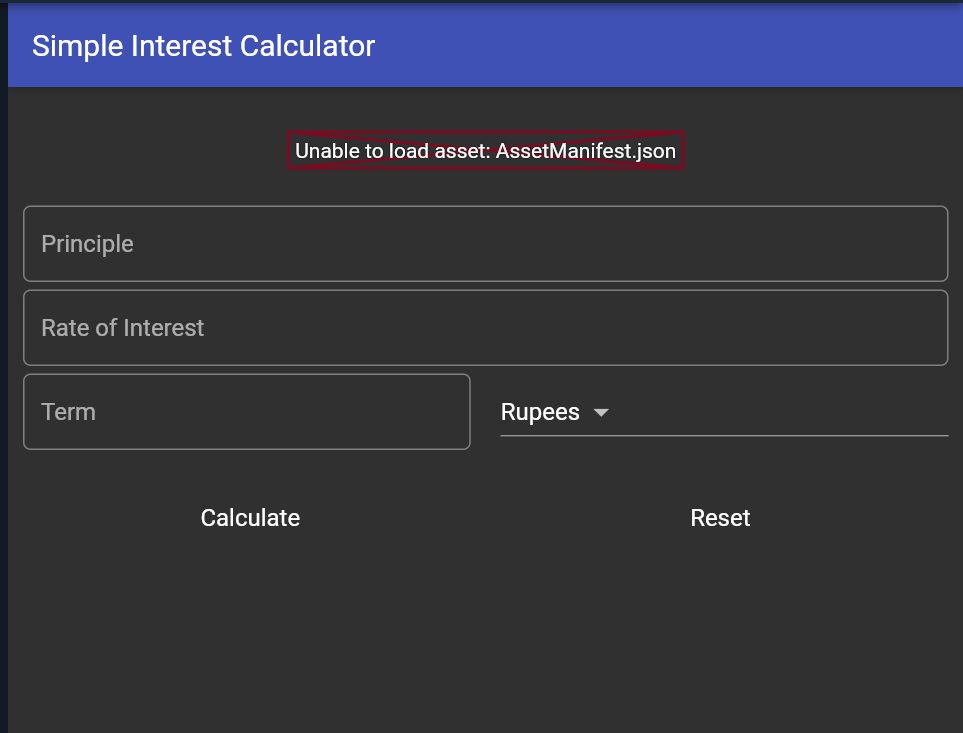 Simple Interest Calculator
Unable to load asset: AssetManifest.json
Principle
Rate of Interest
Term
Rupees
Calculate
Reset